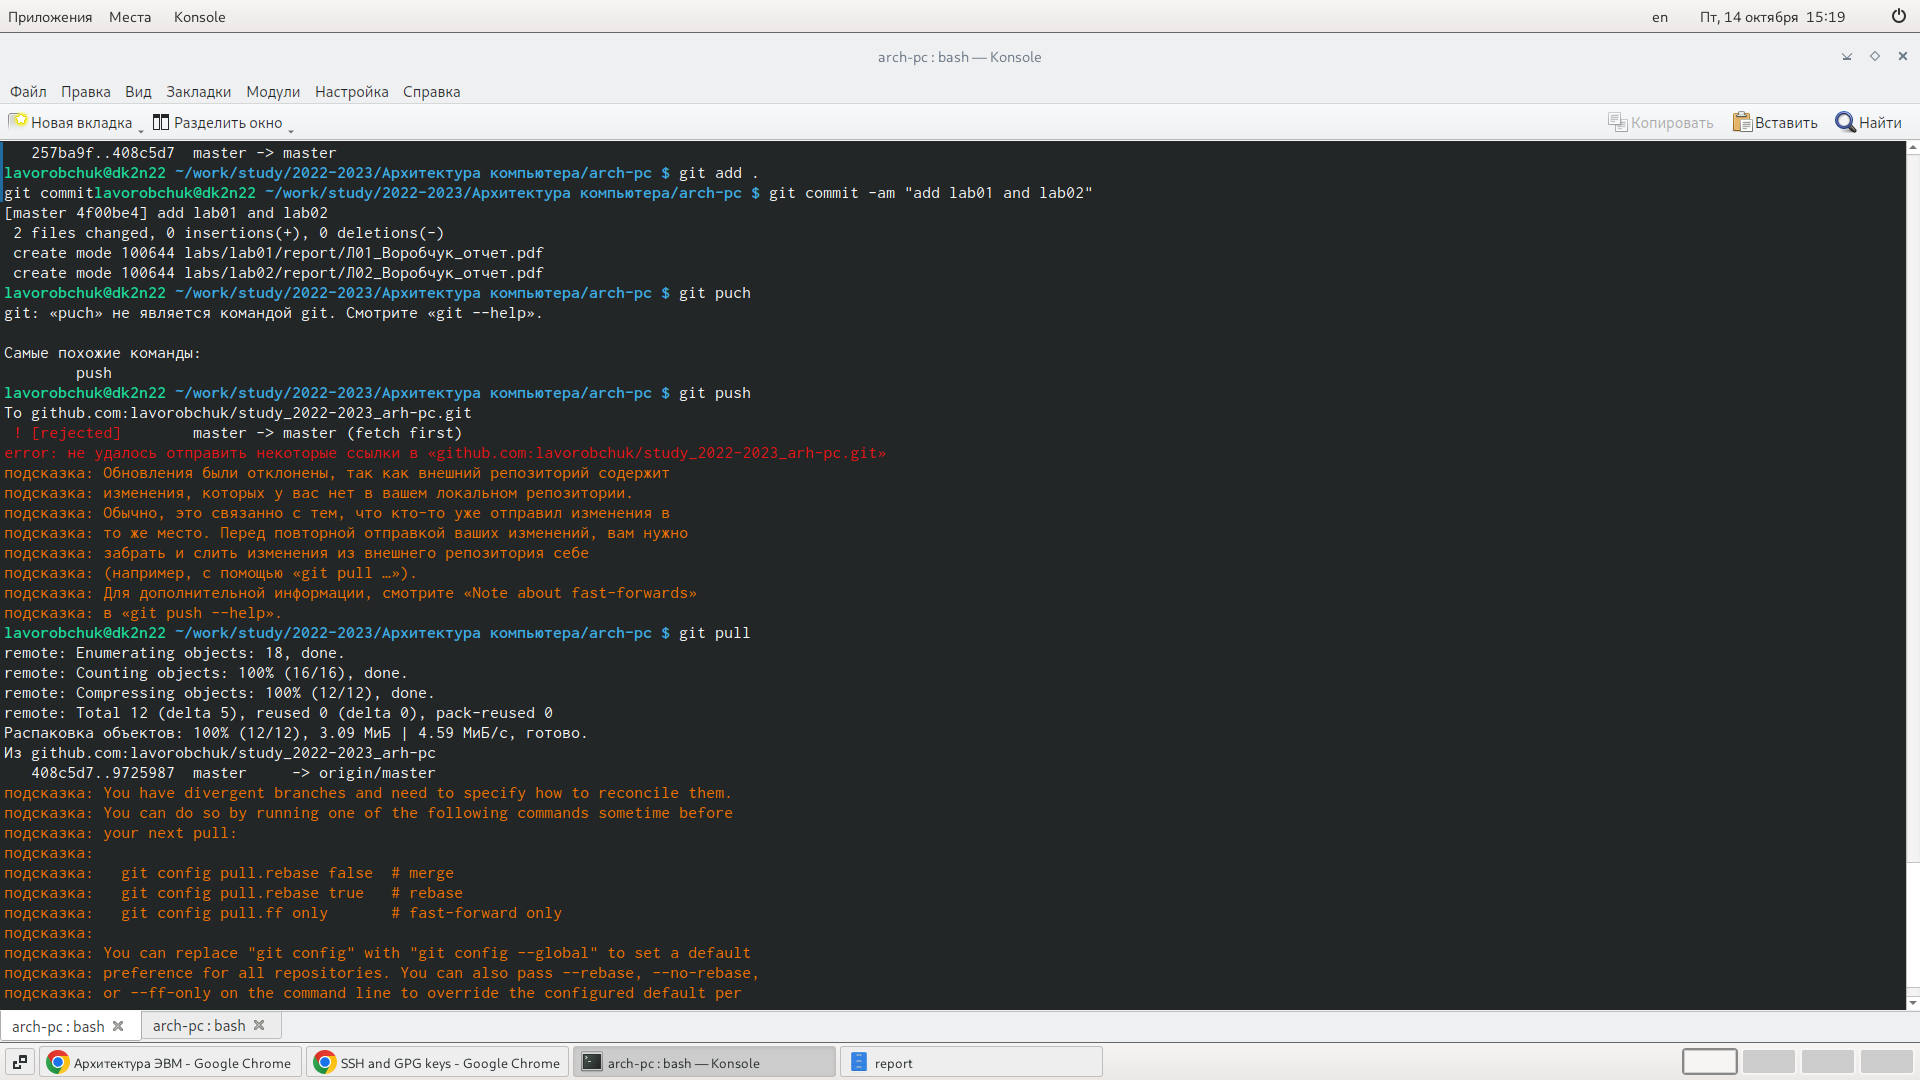 Приложения Места Konsole en Пт, 14 октября 15:19
arch-pc : bash — Konsole
Файл Правка Вид Закладки Модули Настройка Справка
Новая вкладка Разделить окно Копировать Вставить Найти
   257ba9f..408c5d7  master -> master
lavorobchuk@dk2n22 ~/work/study/2022-2023/Архитектура компьютера/arch-pc $ git add .
git commitlavorobchuk@dk2n22 ~/work/study/2022-2023/Архитектура компьютера/arch-pc $ git commit -am "add lab01 and lab02"
[master 4f00be4] add lab01 and lab02
 2 files changed, 0 insertions(+), 0 deletions(-)
 create mode 100644 labs/lab01/report/Л01_Воробчук_отчет.pdf
 create mode 100644 labs/lab02/report/Л02_Воробчук_отчет.pdf
lavorobchuk@dk2n22 ~/work/study/2022-2023/Архитектура компьютера/arch-pc $ git puch
git: «puch» не является командой git. Смотрите «git --help».
Самые похожие команды:
        push
lavorobchuk@dk2n22 ~/work/study/2022-2023/Архитектура компьютера/arch-pc $ git push
To github.com:lavorobchuk/study_2022-2023_arh-pc.git
 ! [rejected]        master -> master (fetch first)
error: не удалось отправить некоторые ссылки в «github.com:lavorobchuk/study_2022-2023_arh-pc.git»
подсказка: Обновления были отклонены, так как внешний репозиторий содержит
подсказка: изменения, которых у вас нет в вашем локальном репозитории.
подсказка: Обычно, это связанно с тем, что кто-то уже отправил изменения в
подсказка: то же место. Перед повторной отправкой ваших изменений, вам нужно
подсказка: забрать и слить изменения из внешнего репозитория себе
подсказка: (например, с помощью «git pull …»).
подсказка: Для дополнительной информации, смотрите «Note about fast-forwards»
подсказка: в «git push --help».
lavorobchuk@dk2n22 ~/work/study/2022-2023/Архитектура компьютера/arch-pc $ git pull
remote: Enumerating objects: 18, done.
remote: Counting objects: 100% (16/16), done.
remote: Compressing objects: 100% (12/12), done.
remote: Total 12 (delta 5), reused 0 (delta 0), pack-reused 0
Распаковка объектов: 100% (12/12), 3.09 МиБ | 4.59 МиБ/с, готово.
Из github.com:lavorobchuk/study_2022-2023_arh-pc
   408c5d7..9725987  master     -> origin/master
подсказка: You have divergent branches and need to specify how to reconcile them.
подсказка: You can do so by running one of the following commands sometime before
подсказка: your next pull:
подсказка:
подсказка:   git config pull.rebase false  # merge
подсказка:   git config pull.rebase true   # rebase
подсказка:   git config pull.ff only       # fast-forward only
подсказка:
подсказка: You can replace "git config" with "git config --global" to set a default
подсказка: preference for all repositories. You can also pass --rebase, --no-rebase,
подсказка: or --ff-only on the command line to override the configured default per
arch-pc : bash arch-pc : bash
Архитектура ЭВМ - Google Chrome SSH and GPG keys - Google Chrome arch-pc : bash — Konsole report